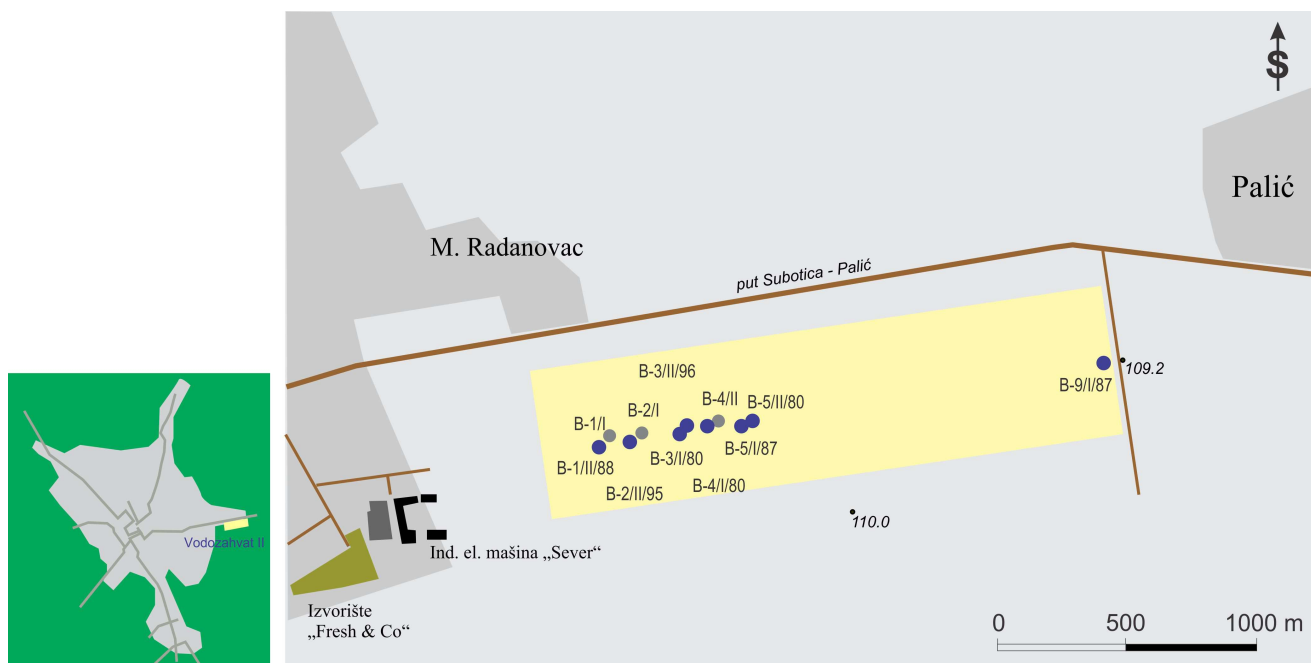 S
Palić
M. Radanovac
put Subotica - Palić
B-3/II/96
109.2
B-9/I/87
B-2/I
B-4/II
B-5/II/80
B-1/I
B-1/II/88
B-3/I/80
B-5/I/87
B-2/II/95
B-4/I/80
110.0
Vodozahvat II
Ind. el. mašina „Sever“
Izvorište
„Fresh & Co“
0 500 1000 m